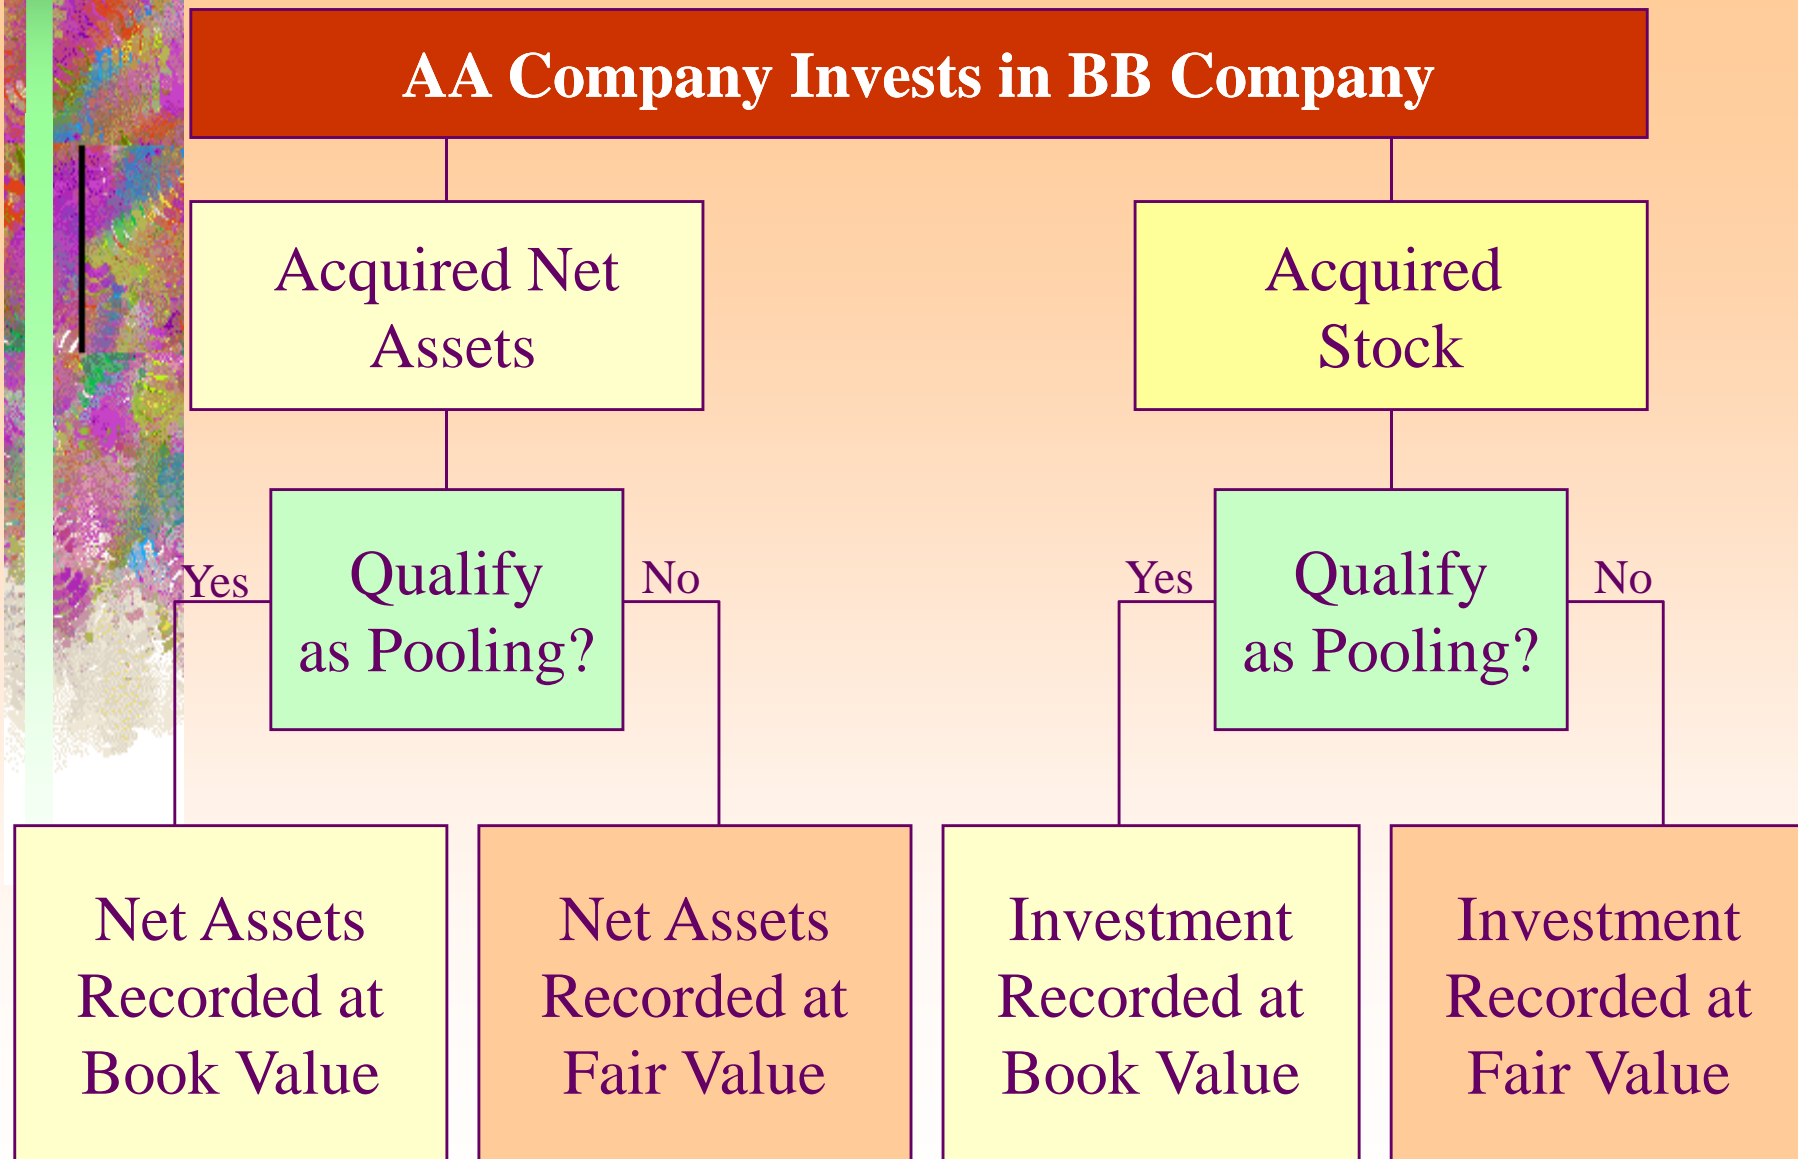 AA Company Invests in BB Company
Acquired Net
Assets
Acquired
Stock
Yes
Qualify
as Pooling?
No
Yes
Qualify
as Pooling?
No
Net Assets
Recorded at
Book Value
Net Assets
Recorded at
Fair Value
Investment
Recorded at
Book Value
Investment
Recorded at
Fair Value